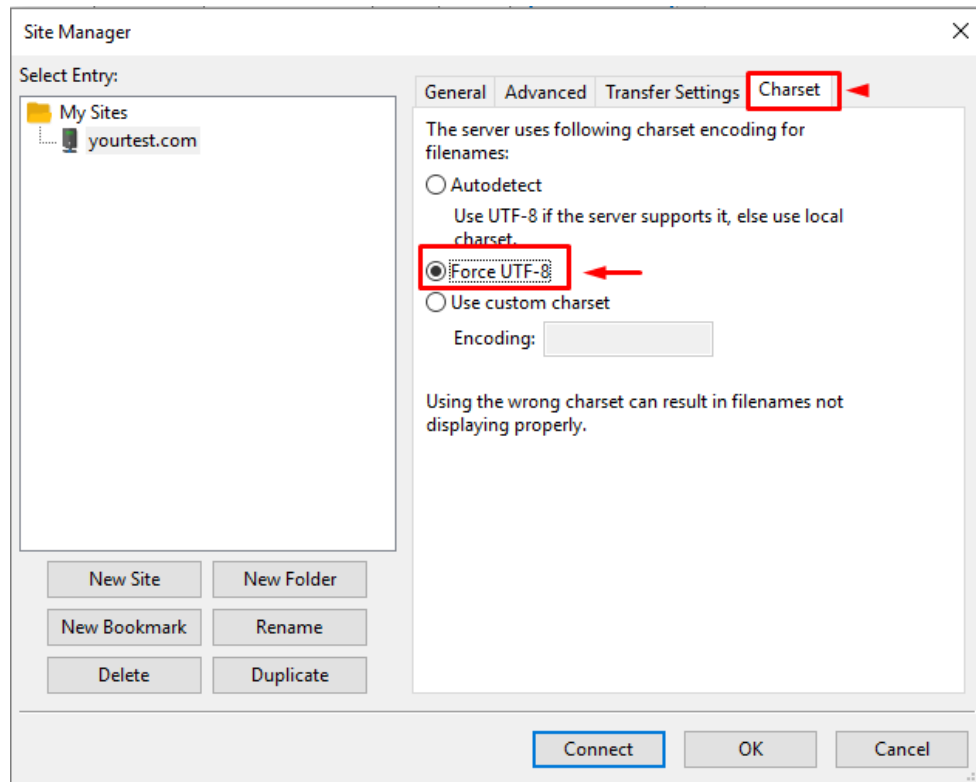 Site Manager
Select Entry:
My Sites
yourtest.com
New Site
New Folder
New Bookmark
Rename
Delete
Duplicate
General
Advanced
Transfer Settings
Charset
The server uses following charset encoding for
filenames:
Autodetect
Use UTF-8 if the server supports it, else use local
charset.
Force UTF-8
Use custom charset
Encoding:
Using the wrong charset can result in filenames not
displaying properly.
Connect
OK
Cancel